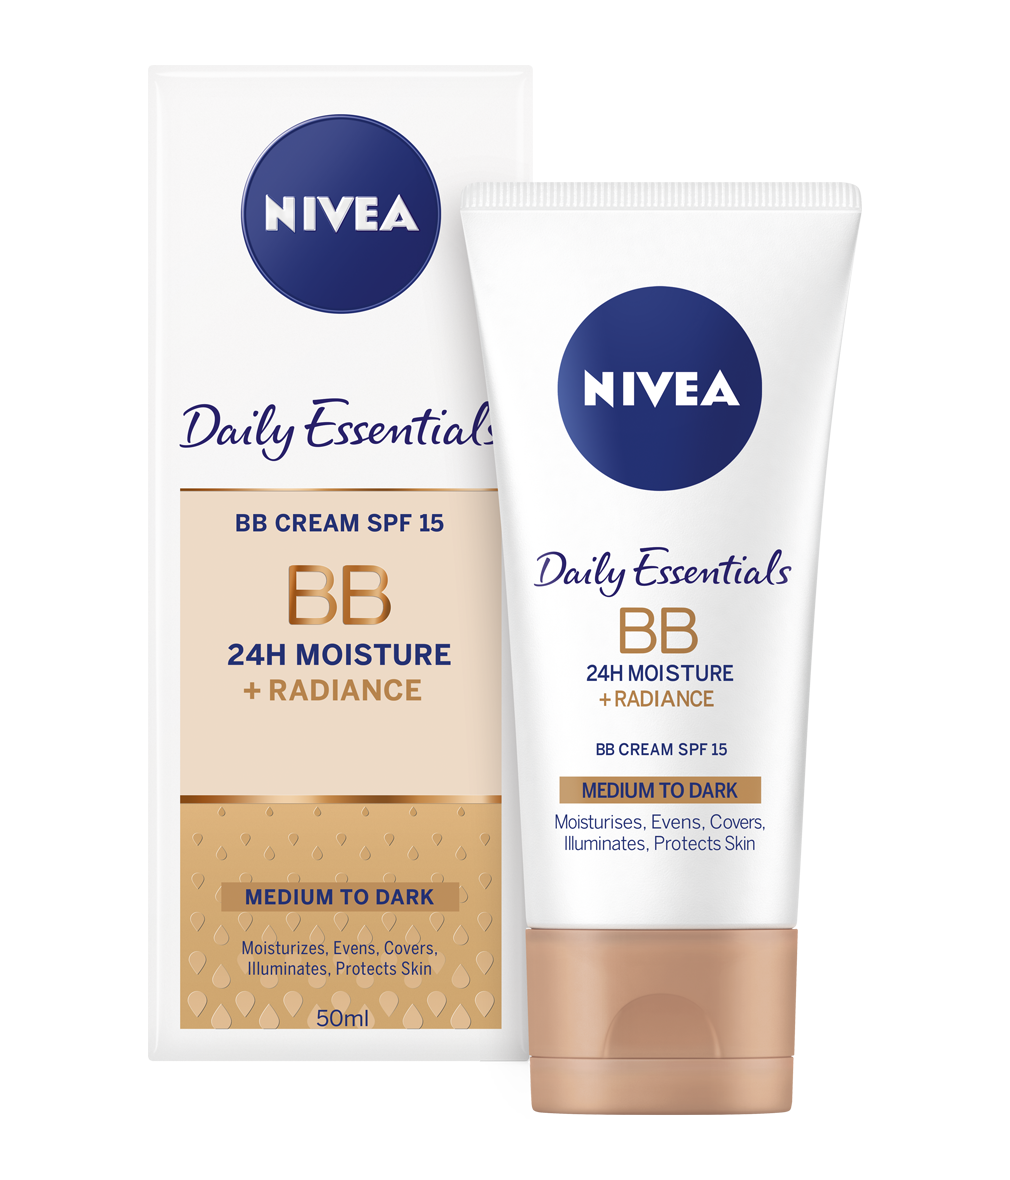 NIVEA
Daily Essentials
BB CREAM SPF 15
BB
24H MOISTURE
+ RADIANCE
MEDIUM TO DARK
Moisturizes, Evens, Covers,
Illuminates, Protects Skin
50ml
NIVEA
Daily Essentials
BB
24H MOISTURE
+ RADIANCE
BB CREAM SPF 15
MEDIUM TO DARK
Moisturises, Evens, Covers,
Illuminates, Protects Skin